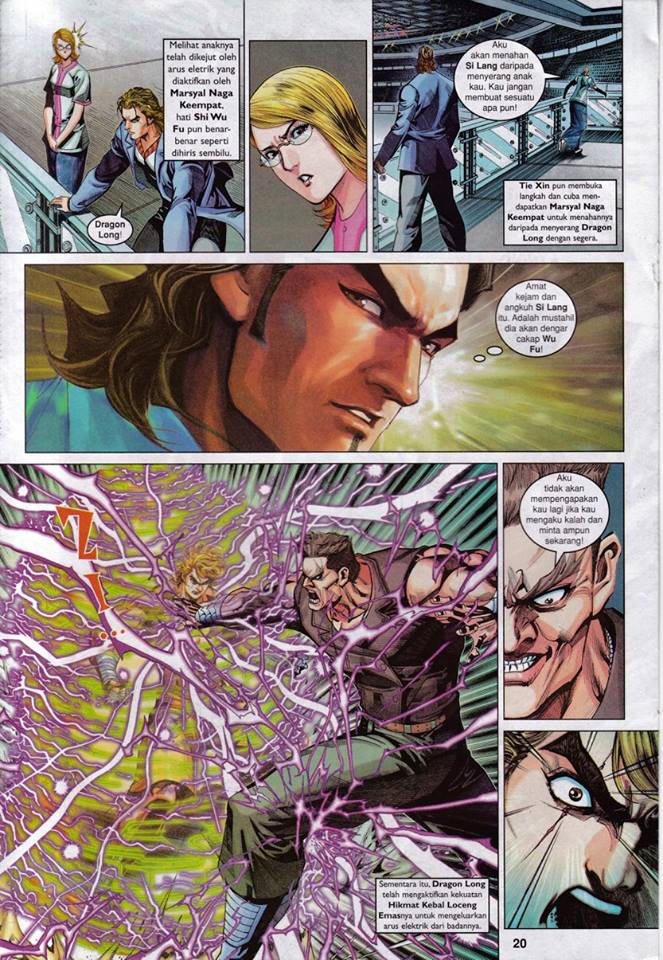 Melihat anaknya
telah dikejut oleh
arus eletrik yang
diaktifkan oleh
Marsyal Naga
Keempat,
hati Shi Wu
Fu pun benar-
benar seperti
dihiris sembilu.
Dragon
Long!
Aku
akan menahan
Si Lang daripada
menyerang anak
kau. Kau jangan
membuat sesuatu
apa pun!
Tie Xin pun membuka
langkah dan cuba men-
dapatkan Marsyal Naga
Keempat untuk menahannya
daripada menyerang Dragon
Long dengan segera.
Amat
kejam dan
angkuh Si Lang
itu. Adalah mustahil
dia akan dengar
cakap Wu
Fu!
ZI...
Aku
tidak akan
mempengapakan
kau lagi jika kau
mengaku kalah dan
minta ampun
sekarang!
Sementara itu, Dragon Long
telah mengaktifkan kekuatan
Hikmat Kebal Loceng
Emasnya untuk mengeluarkan
arus elektrik dari badannya.
20